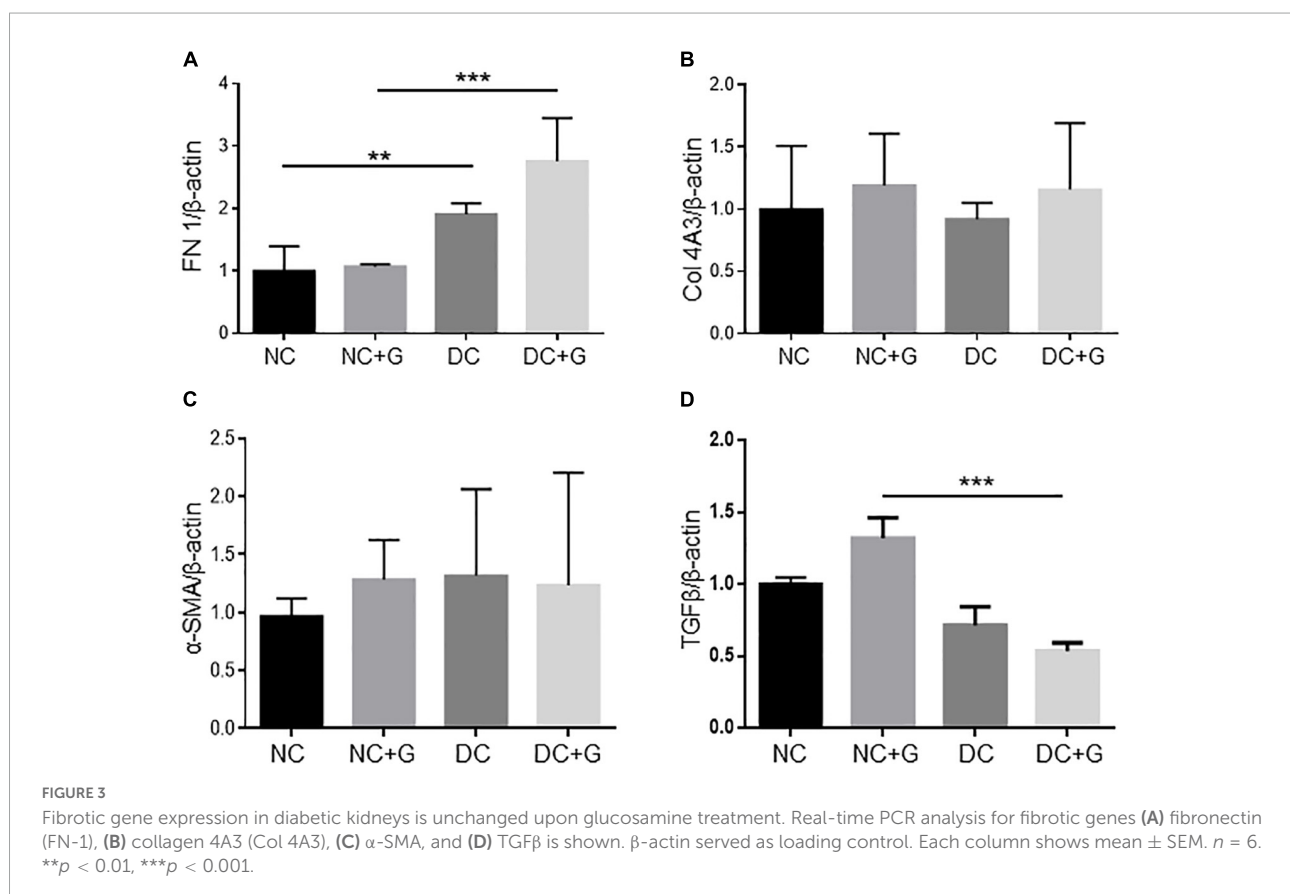 A
***
**
FN 1/β-actin
4
3
2
1
0
NC NC+G DC DC+G
B
Col 4A3/β-actin
2.0
1.5
1.0
0.5
0.0
NC NC+G DC DC+G
C
α-SMA/β-actin
2.5
2.0
1.5
1.0
0.5
0.0
NC NC+G DC DC+G
D
***
TGFβ/β-actin
2.0
1.5
1.0
0.5
0.0
NC NC+G DC DC+G
FIGURE 3
Fibrotic gene expression in diabetic kidneys is unchanged upon glucosamine treatment. Real-time PCR analysis for fibrotic genes (A) fibronectin
(FN-1), (B) collagen 4A3 (Col 4A3), (C) α-SMA, and (D) TGFβ is shown. β-actin served as loading control. Each column shows mean ± SEM. n = 6.
**p < 0.01, ***p < 0.001.